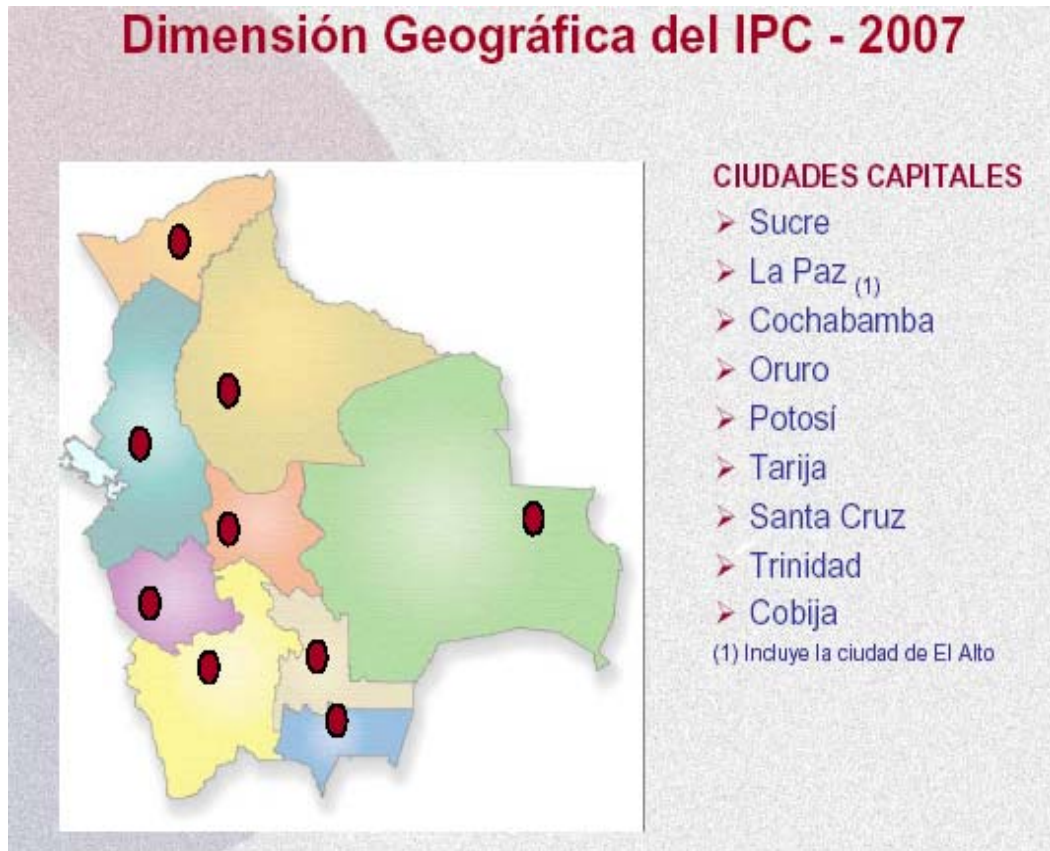 Dimensión Geográfica del IPC - 2007
CIUDADES CAPITALES
➢ Sucre
➢ La Paz (1)
➢ Cochabamba
➢ Oruro
➢ Potosí
➢ Tarija
➢ Santa Cruz
➢ Trinidad
➢ Cobija
(1) Incluye la ciudad de El Alto